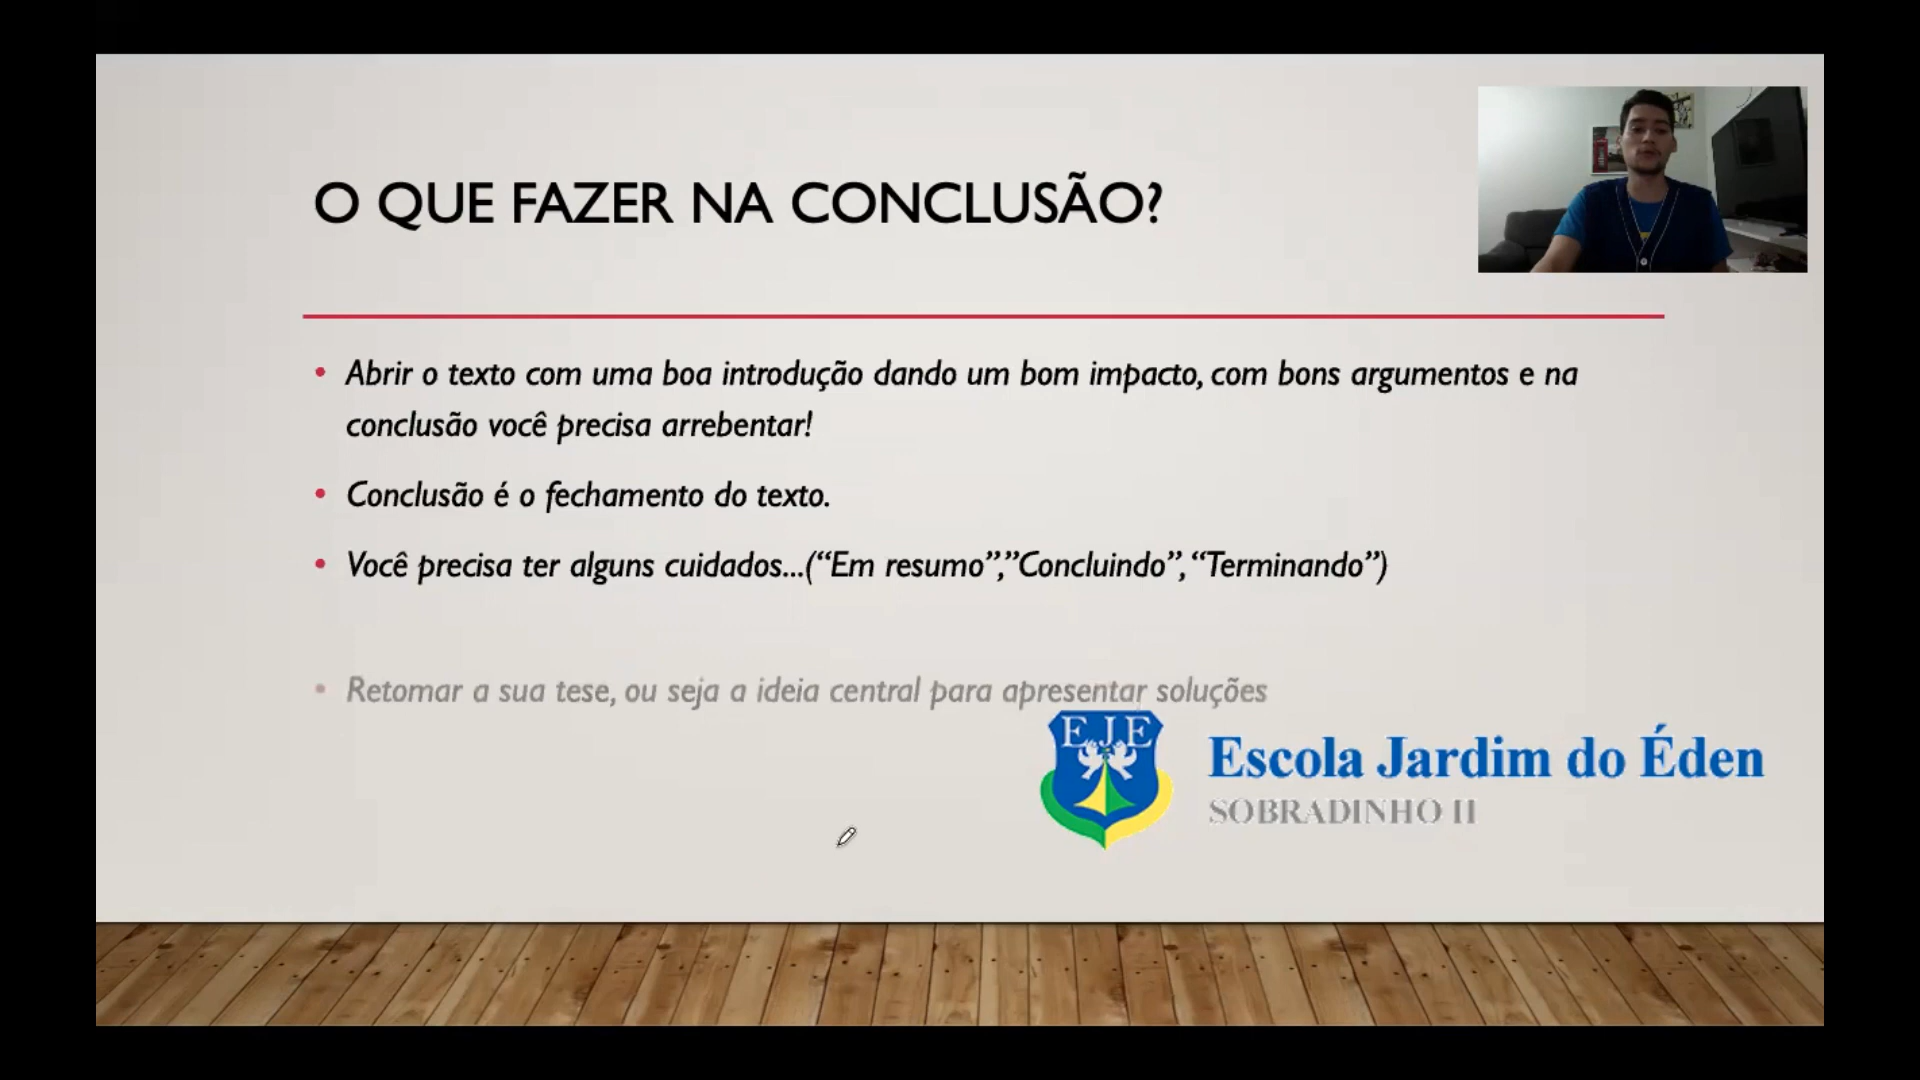 O QUE FAZER NA CONCLUSÃO?
• Abrir o texto com uma boa introdução dando um bom impacto, com bons argumentos e na
conclusão você precisa arrebentar!
• Conclusão é o fechamento do texto.
• Você precisa ter alguns cuidados...(“Em resumo”,”Concluindo”, “Terminando”)
• Retomar a sua tese, ou seja a ideia central para apresentar soluções
EJE
Escola Jardim do Éden
SOBRADINHO II